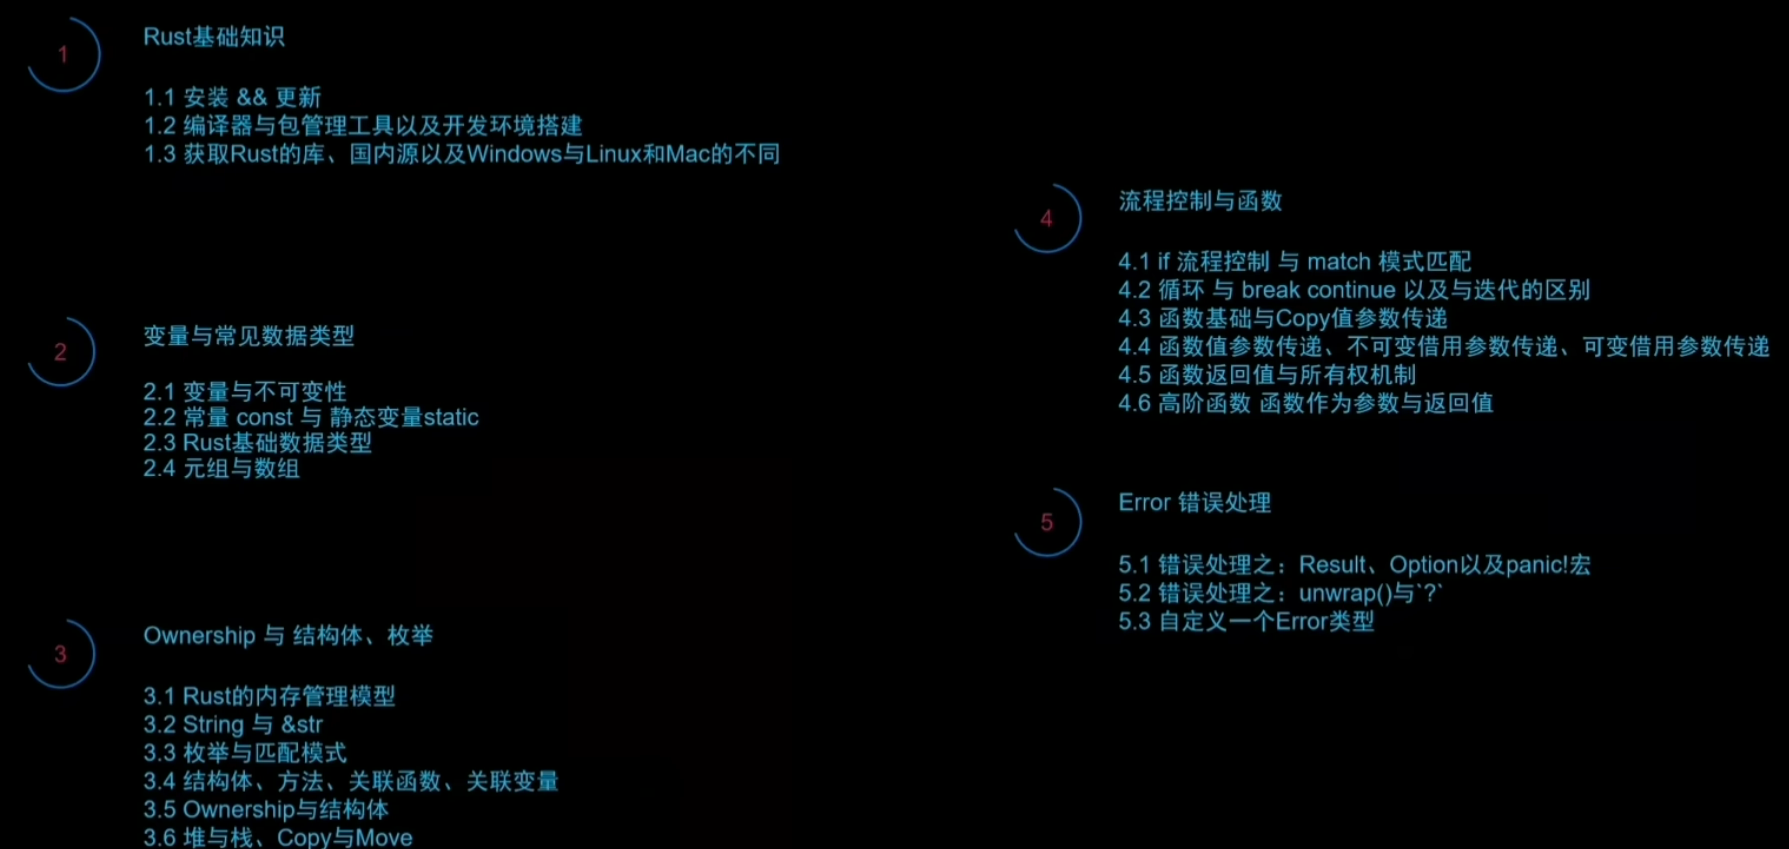 1
Rust基础知识
1.1 安装 && 更新
1.2 编译器与包管理工具以及开发环境搭建
1.3 获取Rust的库、国内源以及Windows与Linux和Mac的不同
2
变量与常见数据类型
2.1 变量与不可变性
2.2 常量 const 与 静态变量static
2.3 Rust基础数据类型
2.4 元组与数组
3
Ownership 与 结构体、枚举
3.1 Rust的内存管理模型
3.2 String 与 &str
3.3 枚举与匹配模式
3.4 结构体、方法、关联函数、关联变量
3.5 Ownership与结构体
3.6 堆与栈、Copy与Move
4
流程控制与函数
4.1 if 流程控制 与 match 模式匹配
4.2 循环 与 break continue 以及与迭代的区别
4.3 函数基础与Copy值参数传递
4.4 函数值参数传递、不可变借用参数传递、可变借用参数传递
4.5 函数返回值与所有权机制
4.6 高阶函数 函数作为参数与返回值
5
Error 错误处理
5.1 错误处理之：Result、Option以及panic!宏
5.2 错误处理之：unwrap()与`?`
5.3 自定义一个Error类型